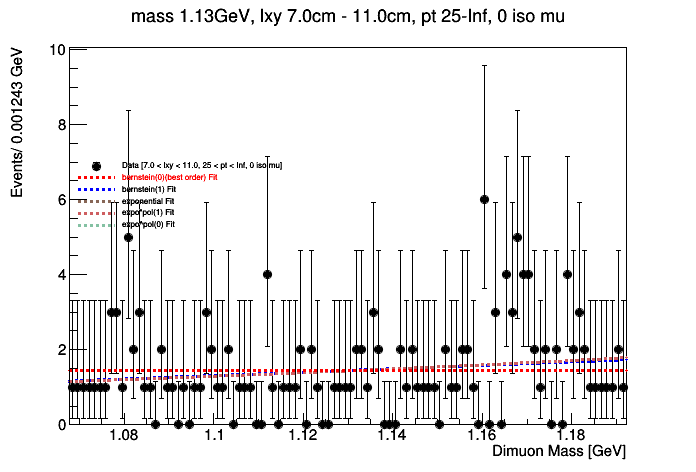 mass 1.13GeV, lxy 7.0cm - 11.0cm, pt 25-Inf, 0 iso mu
Events/ 0.001243 GeV
10
8
6
4
2
0
Data [7.0 < lxy < 11.0, 25 < pt < Inf, 0 iso mu]
bernstein(0)(best order) Fit
bernstein(1) Fit
exponential Fit
expo*pol(1) Fit
expo*pol(0) Fit
1.08 1.1 1.12 1.14 1.16 1.18
Dimuon Mass [GeV]